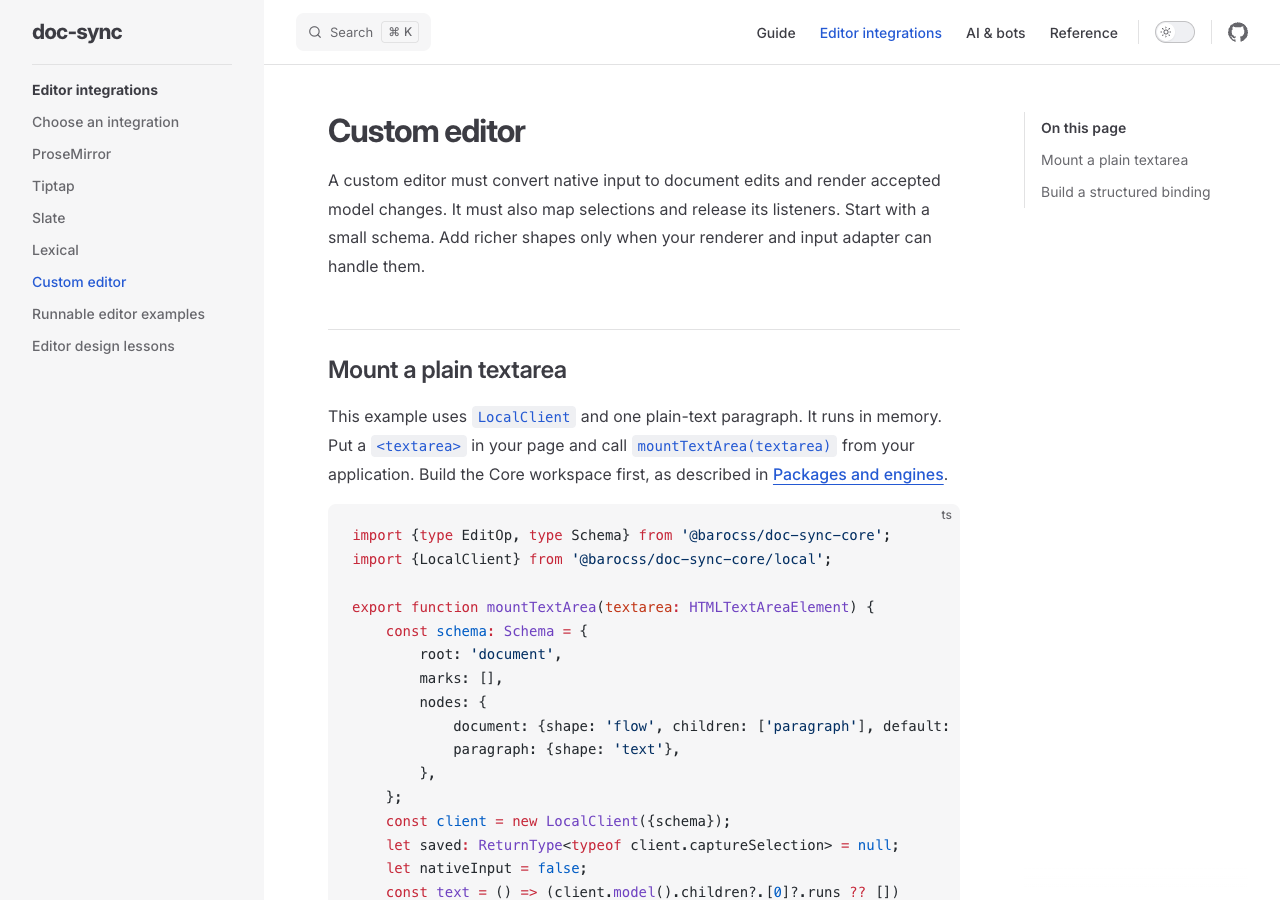 doc-sync
Search ⌘ K
Guide
Editor integrations
AI & bots
Reference
Editor integrations
Choose an integration
ProseMirror
Tiptap
Slate
Lexical
Custom editor
Runnable editor examples
Editor design lessons
Custom editor
A custom editor must convert native input to document edits and render accepted
model changes. It must also map selections and release its listeners. Start with a
small schema. Add richer shapes only when your renderer and input adapter can
handle them.
Mount a plain textarea
This example uses LocalClient and one plain-text paragraph. It runs in memory.
Put a <textarea> in your page and call mountTextArea(textarea) from your
application. Build the Core workspace first, as described in Packages and engines.
ts
import {type EditOp, type Schema} from '@barocss/doc-sync-core';
import {LocalClient} from '@barocss/doc-sync-core/local';
export function mountTextArea(textarea: HTMLTextAreaElement) {
    const schema: Schema = {
        root: 'document',
        marks: [],
        nodes: {
            document: {shape: 'flow', children: ['paragraph'], default:
            paragraph: {shape: 'text'},
        },
    };
    const client = new LocalClient({schema});
    let saved: ReturnType<typeof client.captureSelection> = null;
    let nativeInput = false;
    const text = () => (client.model().children?.[0]?.runs ?? [])
On this page
Mount a plain textarea
Build a structured binding